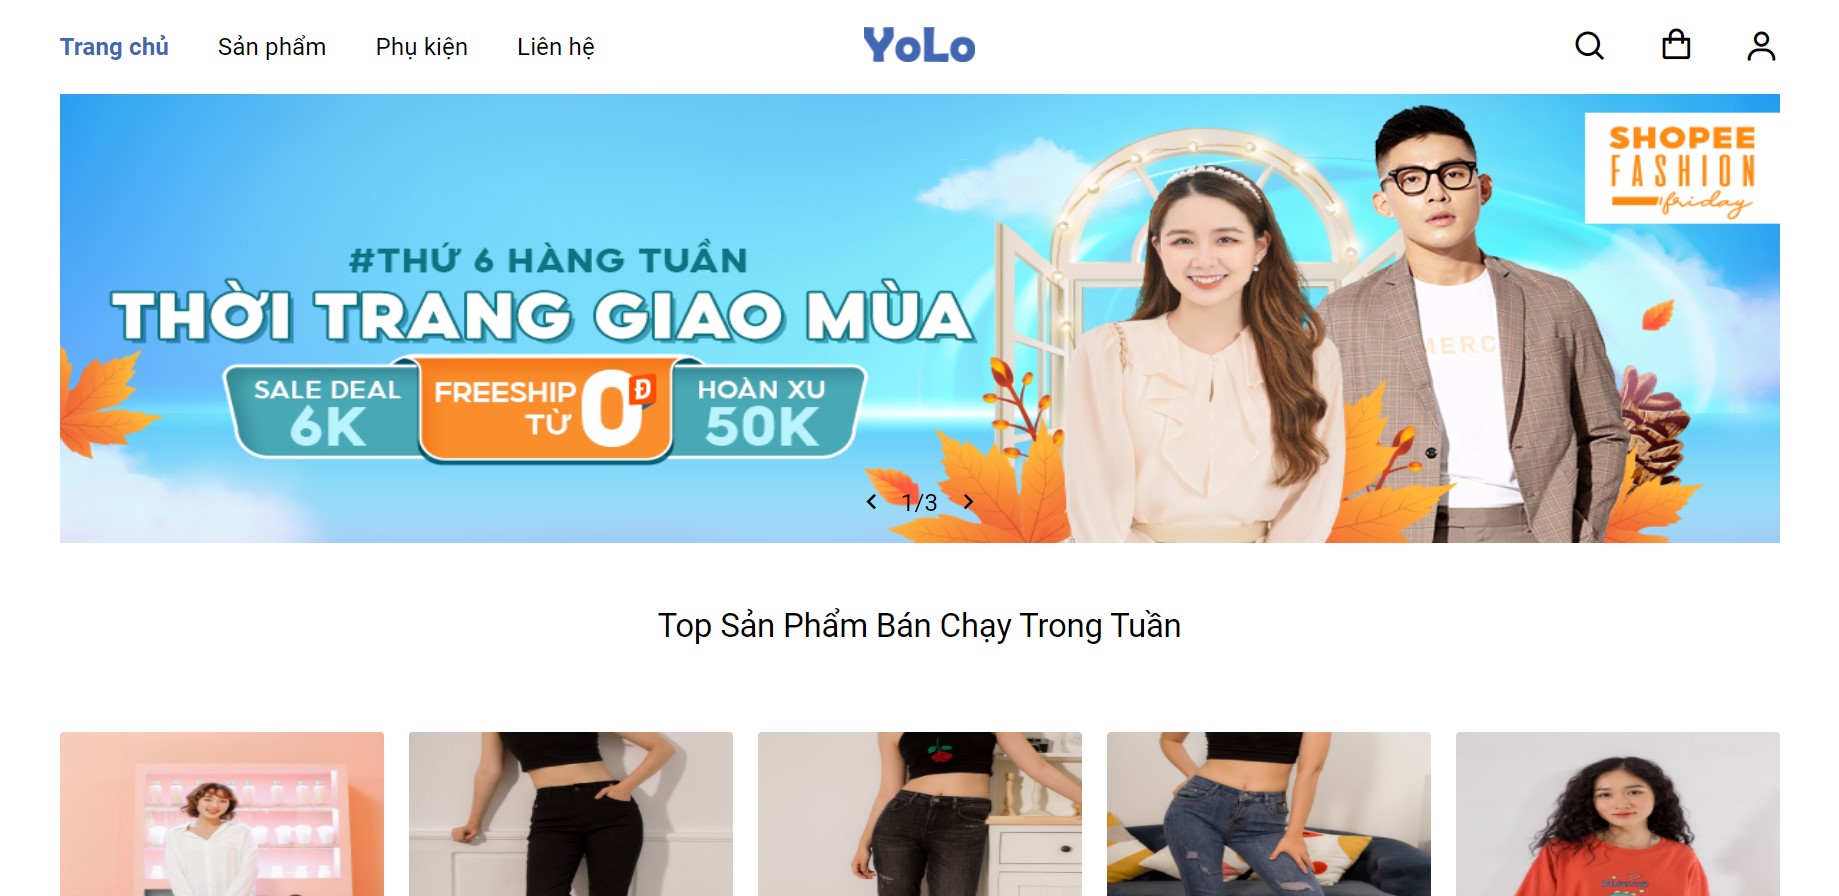 Trang chủ Sản phẩm Phụ kiện Liên hệ YoLo
SHOPEE
FASHION
friday
#THỨ 6 HÀNG TUẦN
THỜI TRANG GIAO MÙA
SALE DEAL
6K
FREESHIP
TỪ 0Đ
HOÀN XU
50K
MERC
1/3
Top Sản Phẩm Bán Chạy Trong Tuần